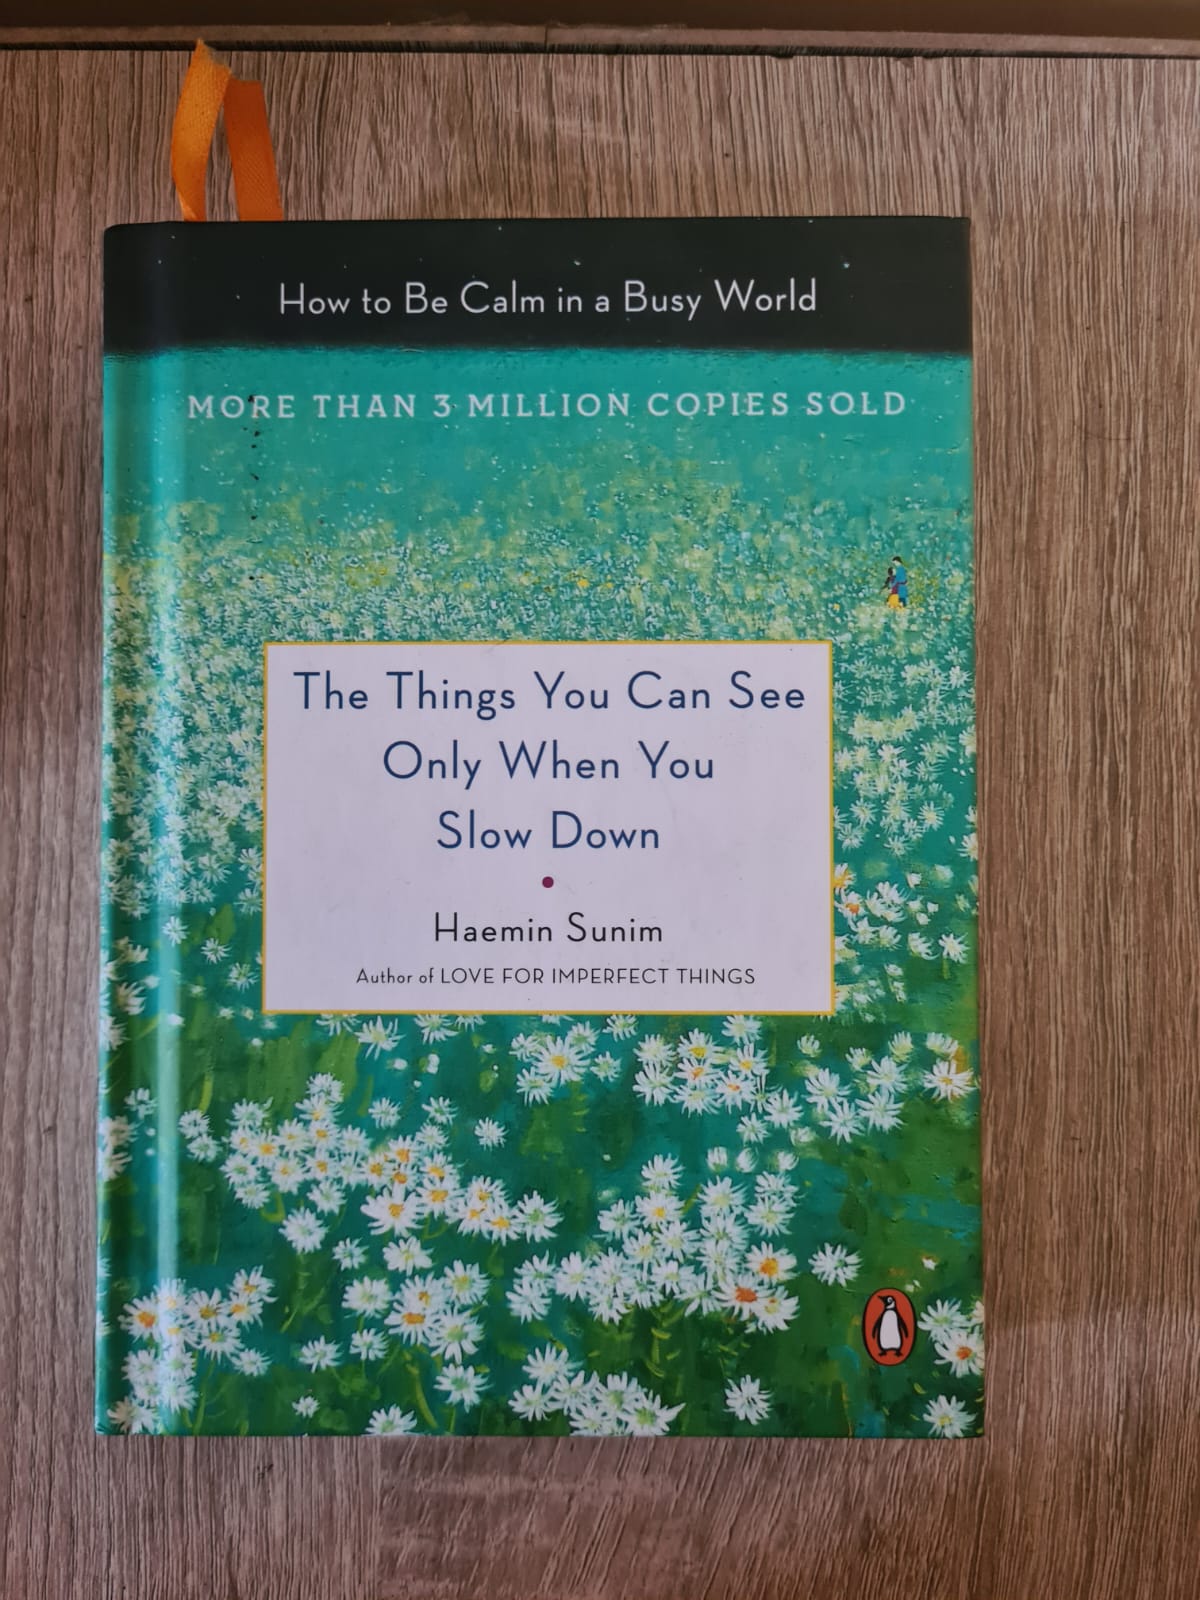 How to Be Calm in a Busy World
MORE THAN 3 MILLION COPIES SOLD
The Things You Can See
Only When You
Slow Down
Haemin Sunim
Author of LOVE FOR IMPERFECT THINGS